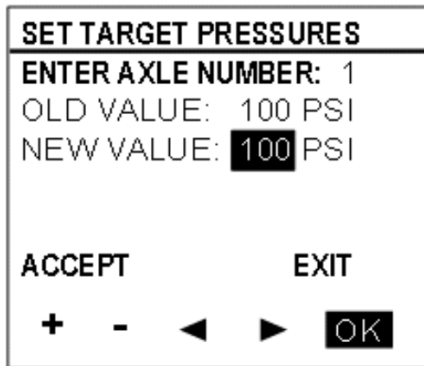 SET TARGET PRESSURES
ENTER AXLE NUMBER: 1
OLD VALUE: 100 PSI
NEW VALUE: 100 PSI
ACCEPT EXIT
+ - ◀ ▶ OK